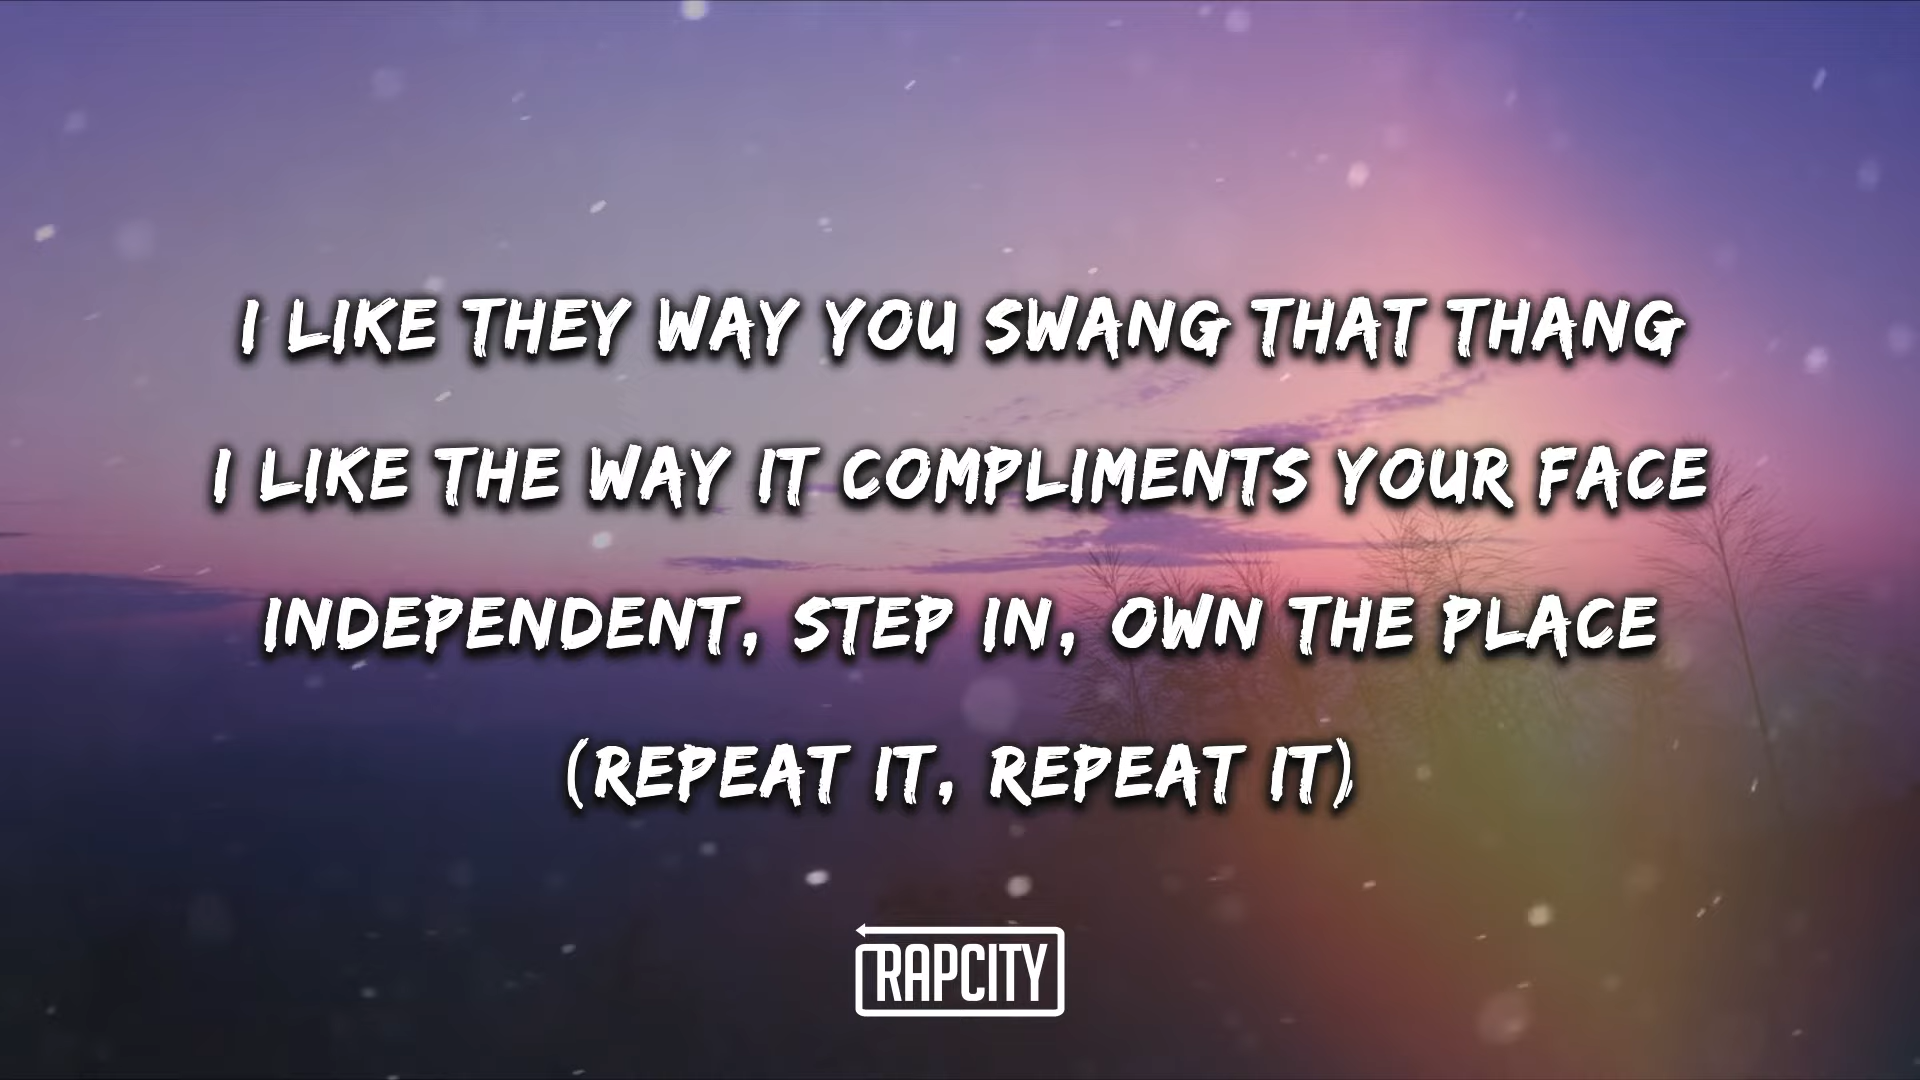 I LIKE THEY WAY YOU SWANG THAT THANG
I LIKE THE WAY IT COMPLIMENTS YOUR FACE
INDEPENDENT, STEP IN, OWN THE PLACE
(REPEAT IT, REPEAT IT)
RAPCITY